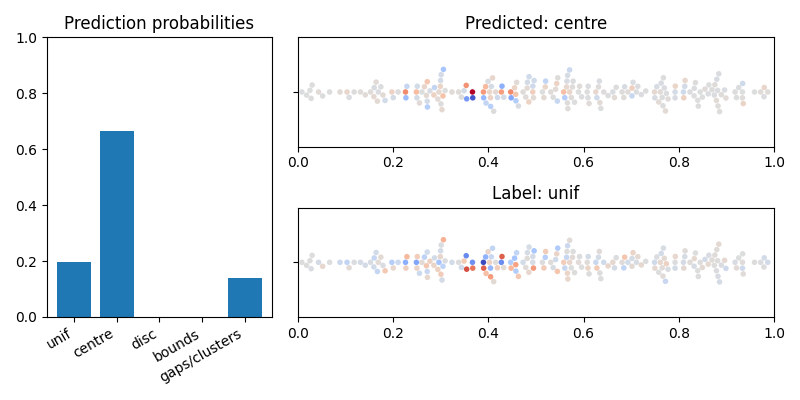 Prediction probabilities
1.0
0.8
0.6
0.4
0.2
0.0
unif
centre
disc
bounds
gaps/clusters
Predicted: centre
0.0 0.2 0.4 0.6 0.8 1.0
Label: unif
0.0 0.2 0.4 0.6 0.8 1.0